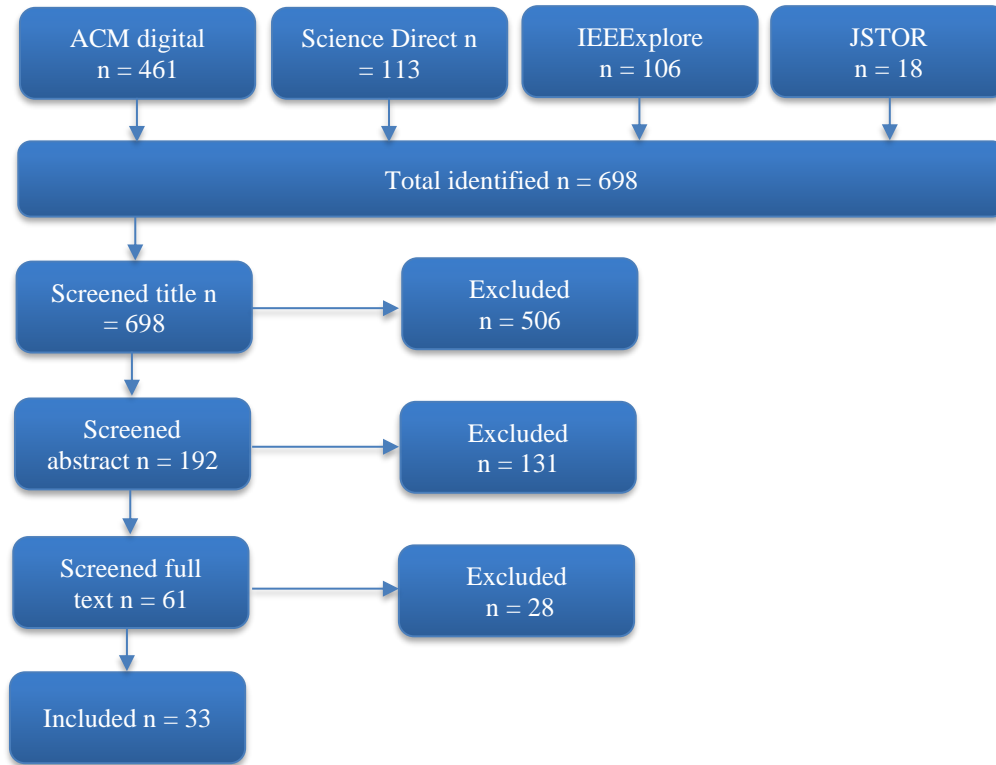 ACM digital
n = 461
Science Direct n
= 113
IEEExplore
n = 106
JSTOR
n = 18
Total identified n = 698
Screened title n
= 698
Excluded
n = 506
Screened
abstract n = 192
Excluded
n = 131
Screened full
text n = 61
Excluded
n = 28
Included n = 33